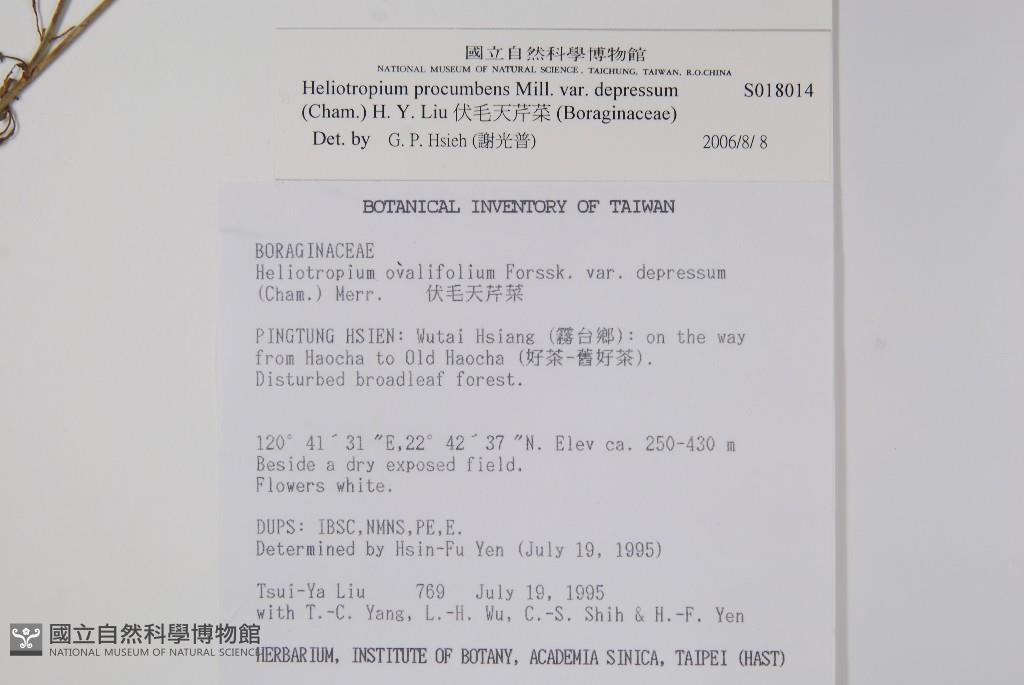 國立自然科學博物館
NATIONAL MUSEUM OF NATURAL SCIENCE, TAICHUNG, TAIWAN, R.O.CHINA
Heliotropium procumbens Mill. var. depressum S018014
(Cham.) H. Y. Liu 伏毛天芹菜 (Boraginaceae)
Det. by G. P. Hsieh (謝光普) 2006/8/ 8
BOTANICAL INVENTORY OF TAIWAN
BORAGINACEAE
Heliotropium ovalifolium Forssk. var. depressum
(Cham.) Merr. 伏毛天芹菜
PINGTUNG HSIEN: Wutai Hsiang (霧台鄉): on the way
from Haocha to Old Haocha (好茶-舊好茶).
Disturbed broadleaf forest.
120° 41´31 "E,22° 42´37 "N. Elev ca. 250-430 m
Beside a dry exposed field.
Flowers white.
DUPS: IBSC,NMNS,PE,E.
Determined by Hsin-Fu Yen (July 19, 1995)
Tsui-Ya Liu 769 July 19, 1995
with T.-C. Yang, L.-H. Wu, C.-S. Shih & H.-F. Yen
HERBARIUM, INSTITUTE OF BOTANY, ACADEMIA SINICA, TAIPEI (HAST)
國立自然科學博物館
NATIONAL MUSEUM OF NATURAL SCIENCE